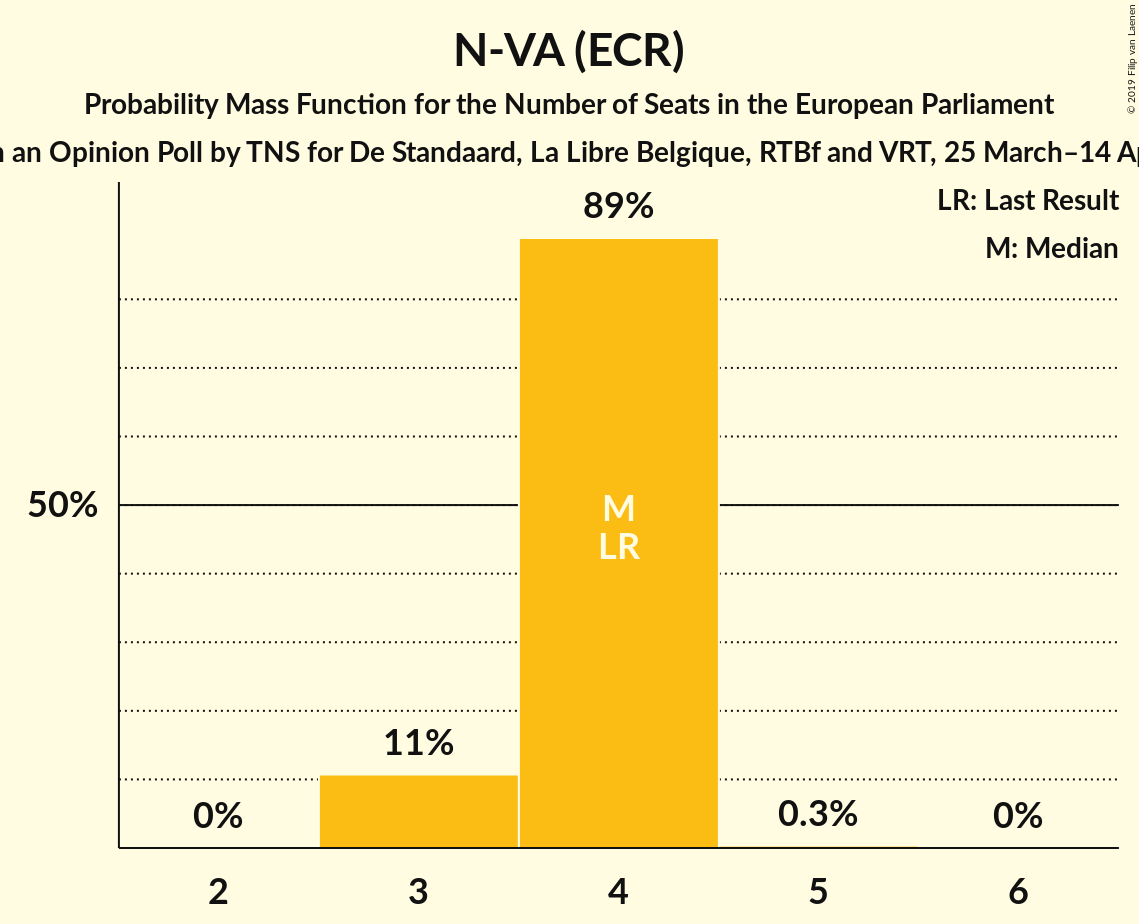 N-VA (ECR)
Probability Mass Function for the Number of Seats in the European Parliament
an Opinion Poll by TNS for De Standaard, La Libre Belgique, RTBf and VRT, 25 March–14
© 2019 Filip van Laenen
LR: Last Result
M: Median
89%
50%
M
LR
11%
0%
0.3%
0%
2
3
4
5
6